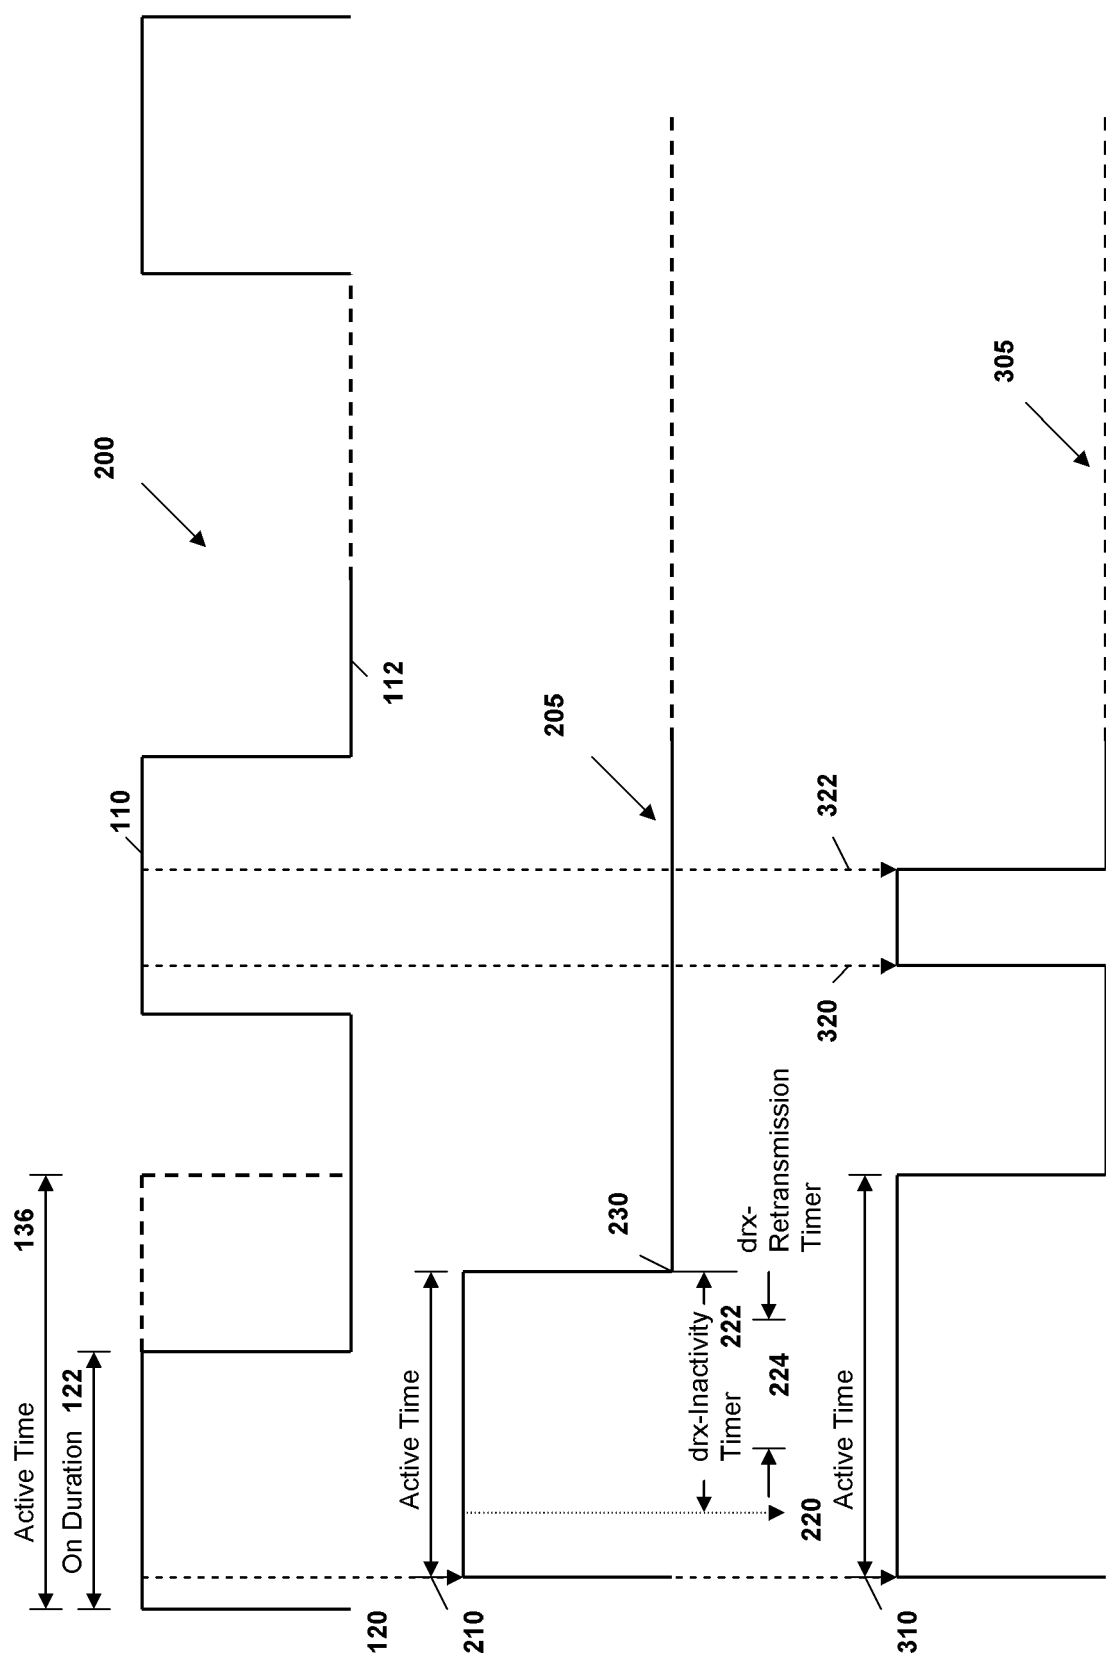 Active Time 136
On Duration 122
200
110
112
120
210
Active Time
230
205
drx-Inactivity
Timer
222
220
224
drx-
Retransmission
Timer
310
Active Time
320
322
305